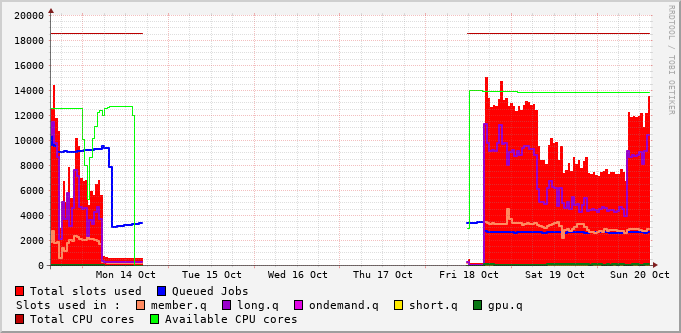 20000
18000
16000
14000
12000
10000
8000
6000
4000
2000
0
Mon 14 Oct Tue 15 Oct Wed 16 Oct Thu 17 Oct Fri 18 Oct Sat 19 Oct Sun 20 Oct
RRDTOOL / TOBI OETIKER
Total slots used Queued Jobs
Slots used in : member.q long.q ondemand.q short.q gpu.q
Total CPU cores Available CPU cores